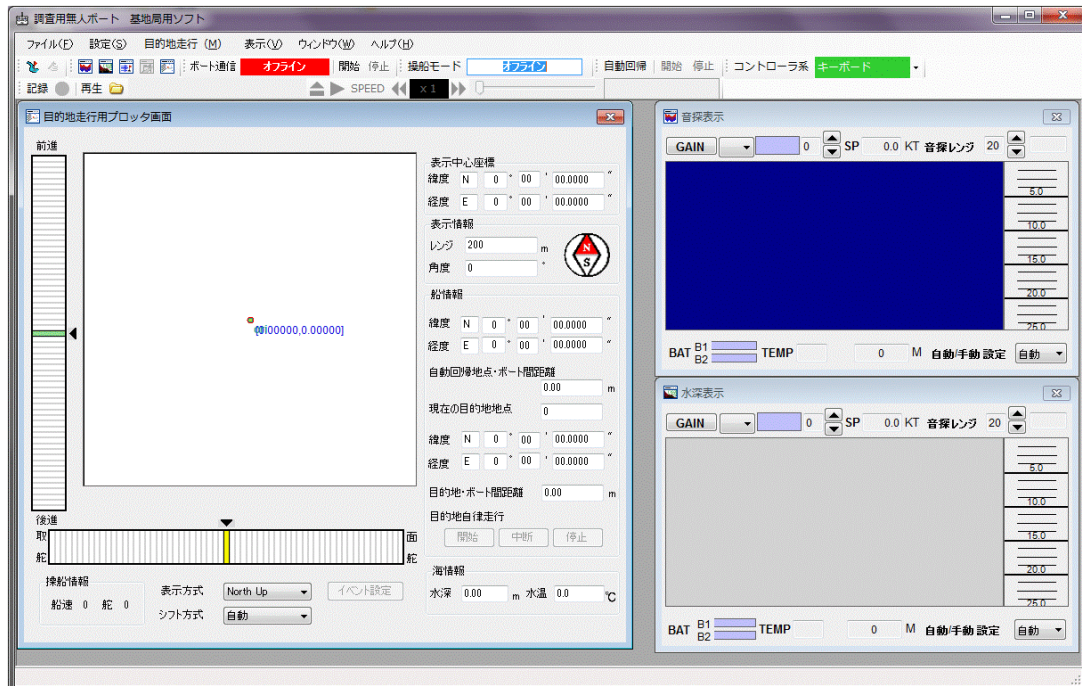 調査用無人ボート 基地局用ソフト
ファイル(F) 設定(S) 目的地走行 (M) 表示(V) ウィンドウ(W) ヘルプ(H)
ボート通信 オフライン 開始 停止 操船モード オフライン 自動回帰 開始 停止 コントローラ系 キーボード
記録 再生 SPEED x 1
目的地走行用プロッタ画面
前進
後進
取舵
面舵
操船情報
船速 0 舵 0
表示方式 North Up イベント設定
シフト方式 自動
表示中心座標
緯度 N 0 ° 00 ' 00.0000 "
経度 E 0 ° 00 ' 00.0000 "
表示情報
レンジ 200 m
角度 0 °
N
S
船情報
緯度 N 0 ° 00 ' 00.0000 "
経度 E 0 ° 00 ' 00.0000 "
自動回帰地点・ボート間距離
0.00 m
現在の目的地地点 0
緯度 N 0 ° 00 ' 00.0000 "
経度 E 0 ° 00 ' 00.0000 "
目的地・ボート間距離 0.00 m
目的地自律走行
開始 中断 停止
海情報
水深 0.00 m 水温 0.0 ℃
音探表示
GAIN 0 SP 0.0 KT 音探レンジ 20
5.0
10.0
15.0
20.0
25.0
BAT B1 B2 TEMP 0 M 自動/手動 設定 自動
水深表示
GAIN 0 SP 0.0 KT 音探レンジ 20
5.0
10.0
15.0
20.0
25.0
BAT B1 B2 TEMP 0 M 自動/手動 設定 自動